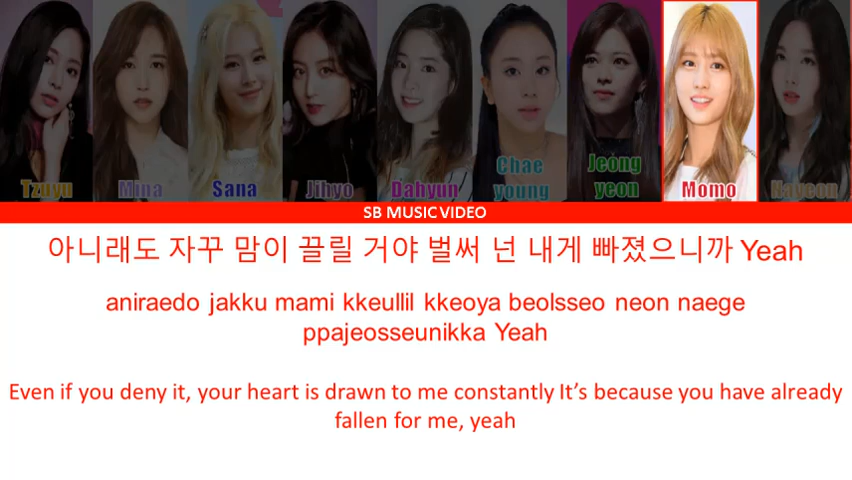 Tzuyu Mina Sana Jihyo Dahyun Chae young Jeong yeon Momo Nayeon
SB MUSIC VIDEO
아니래도 자꾸 맘이 끌릴 거야 벌써 넌 내게 빠졌으니까 Yeah
aniraedo jakku mami kkeullil kkeoya beolsseo neon naege
ppajeosseunikka Yeah
Even if you deny it, your heart is drawn to me constantly It's because you have already
fallen for me, yeah